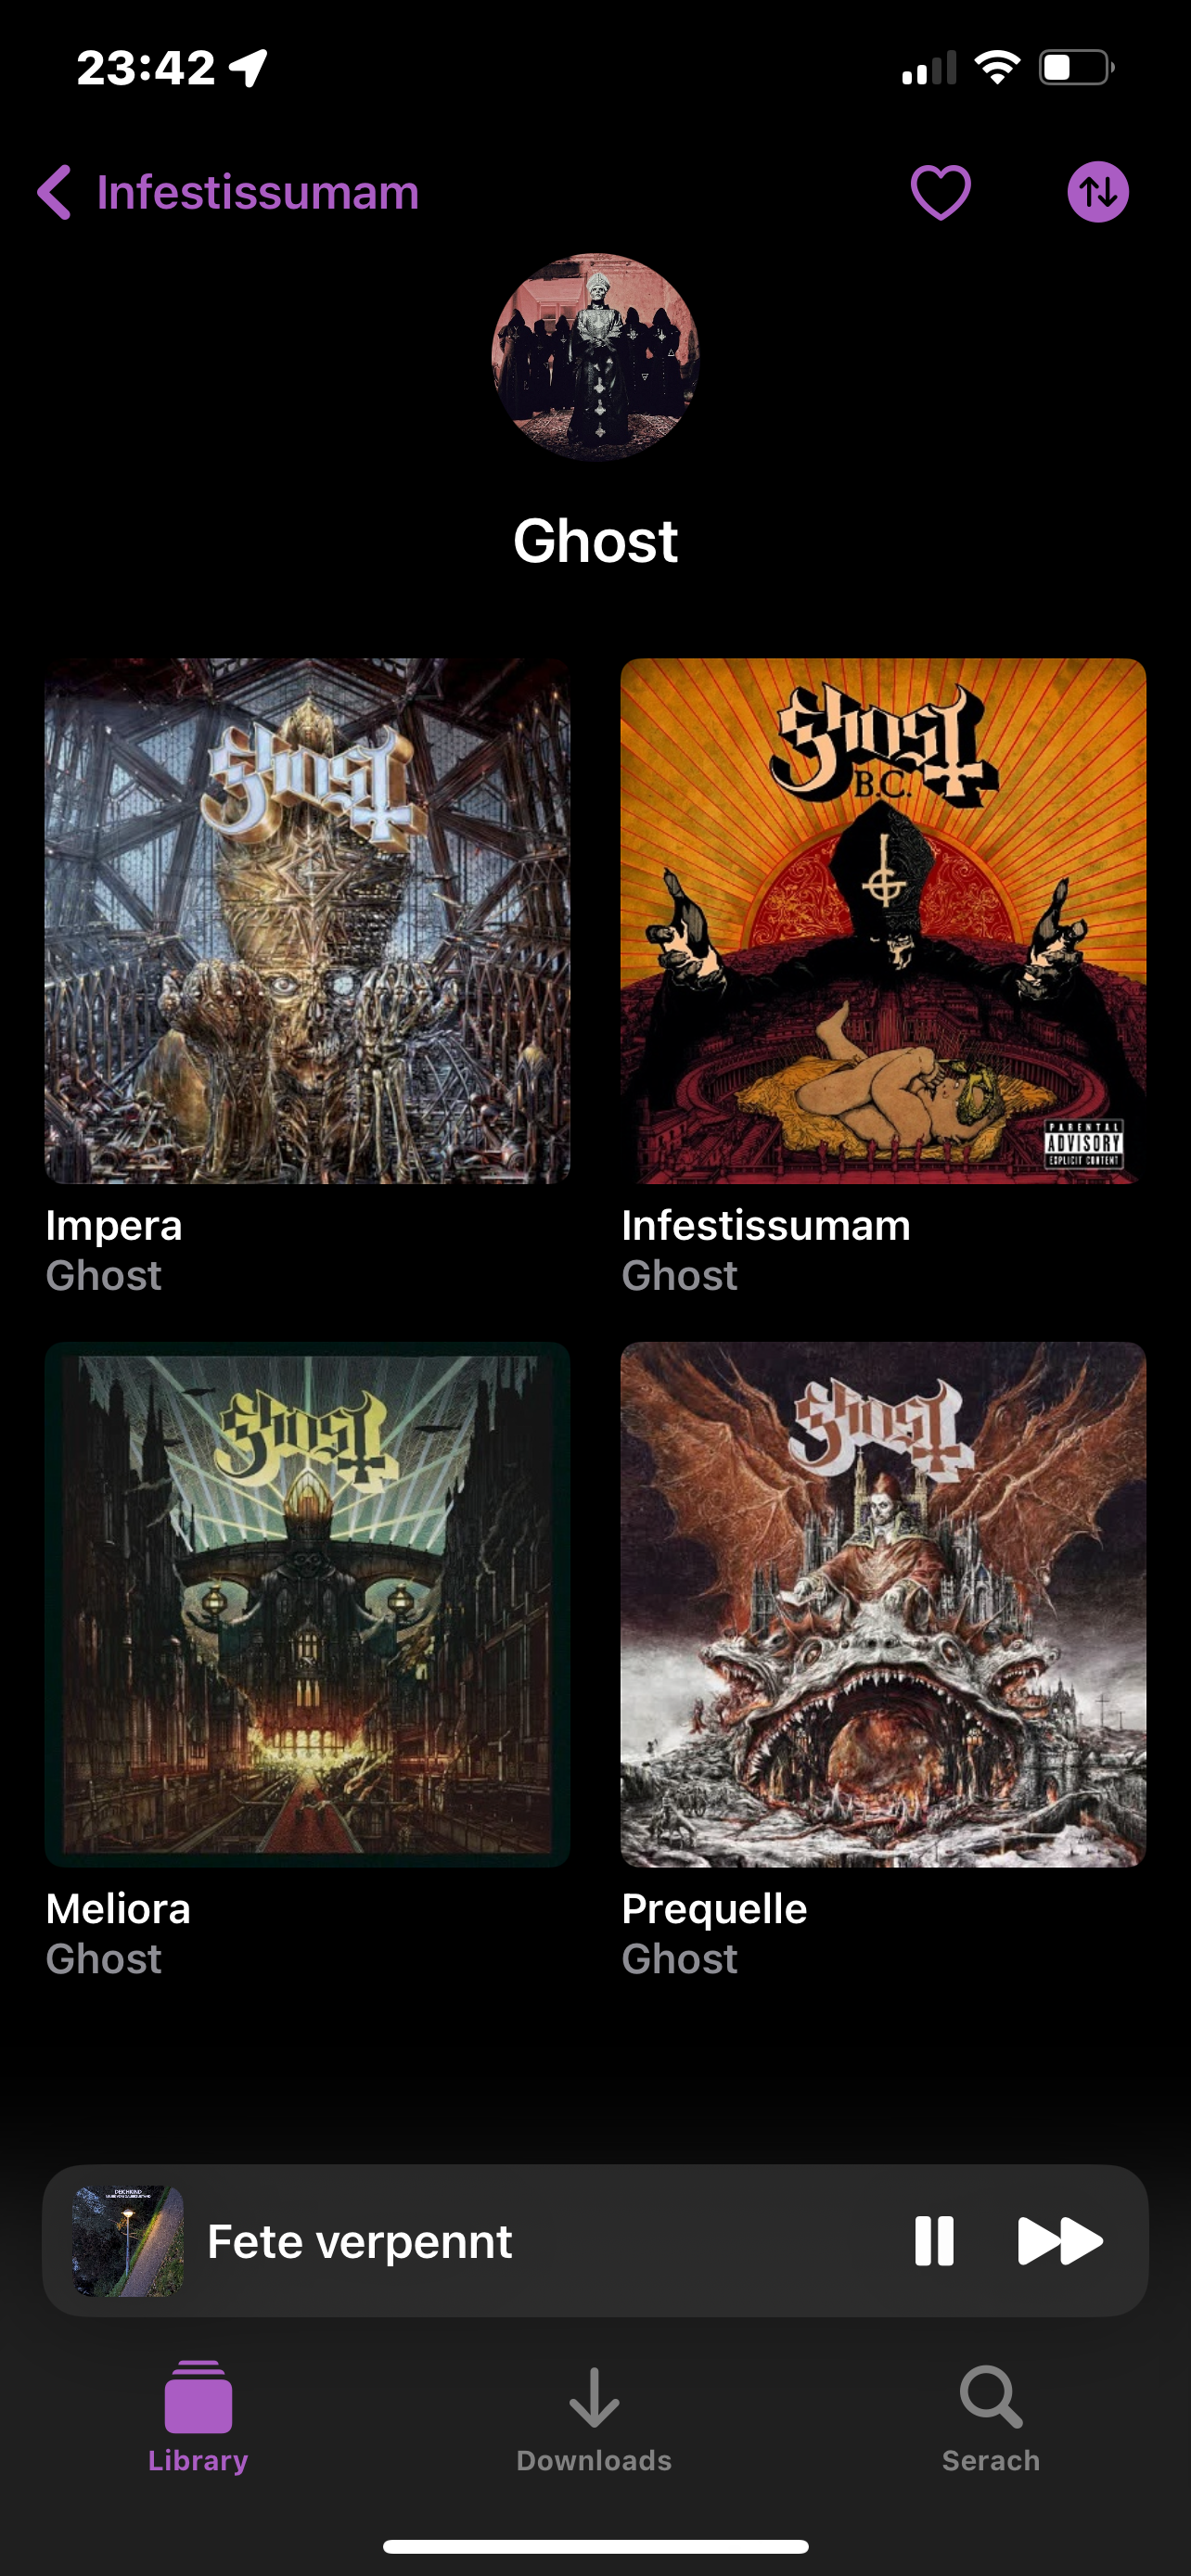 23:42
Infestissumam
Ghost
Ghost
Ghost
B.C.
PARENTAL
ADVISORY
EXPLICIT CONTENT
Impera
Ghost
Infestissumam
Ghost
Ghost
Ghost
Meliora
Ghost
Prequelle
Ghost
DEICHKIND
Fete verpennt
Library
Downloads
Serach